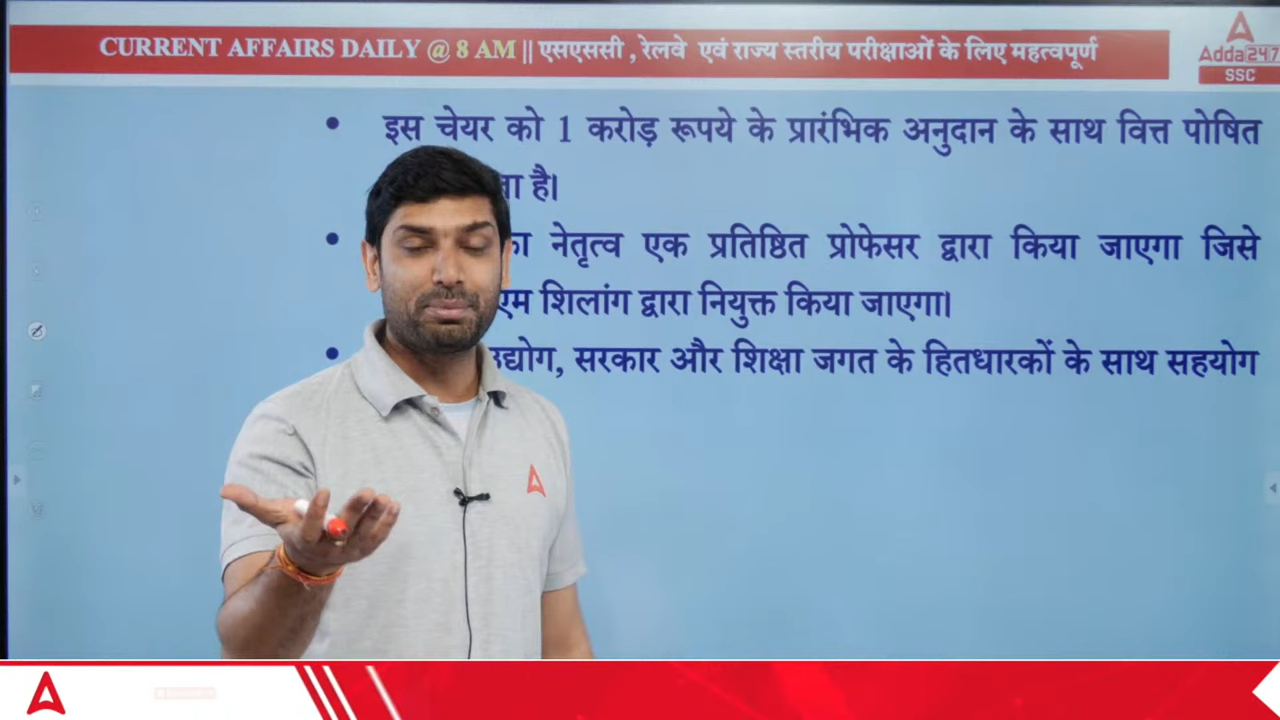 CURRENT AFFAIRS DAILY @ 8 AM || एसएससी , रेलवे एवं राज्य स्तरीय परीक्षाओं के लिए महत्वपूर्ण
Adda247
SSC
• इस चेयर को 1 करोड़ रूपये के प्रारंभिक अनुदान के साथ वित्त पोषित
है।
• नेतृत्व एक प्रतिष्ठित प्रोफेसर द्वारा किया जाएगा जिसे
शिलांग द्वारा नियुक्त किया जाएगा।
• उद्योग, सरकार और शिक्षा जगत के हितधारकों के साथ सहयोग